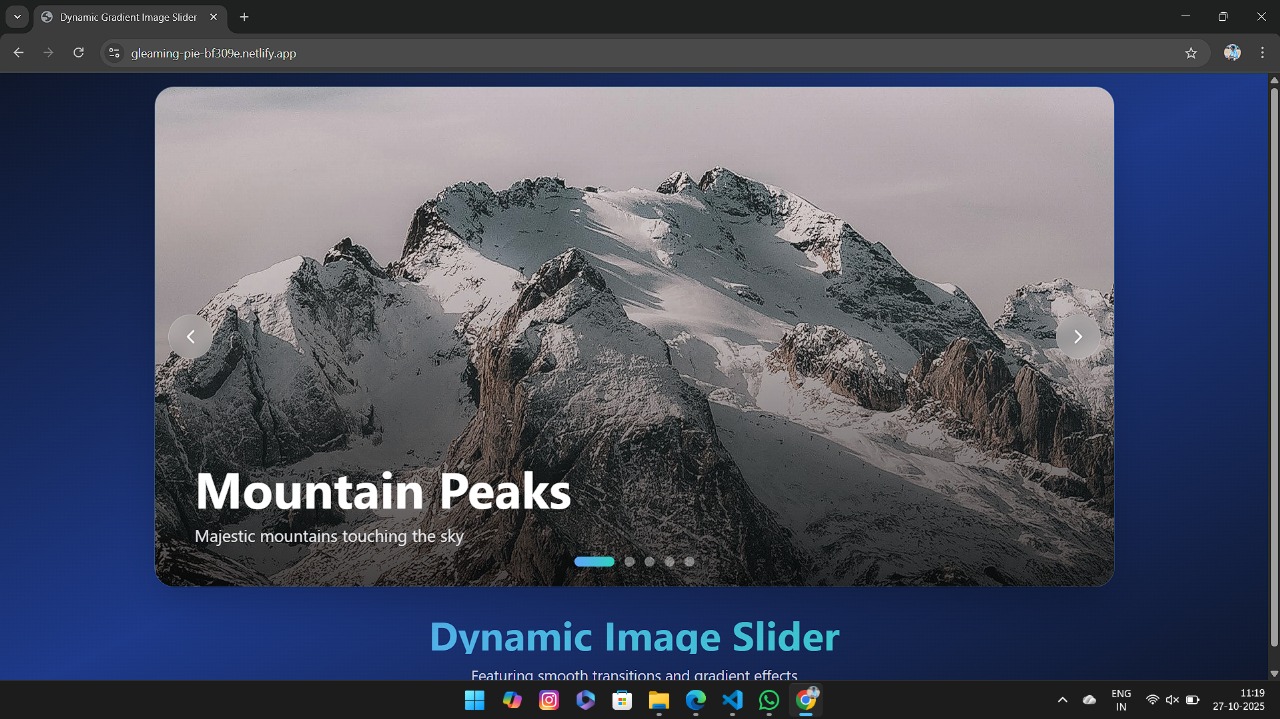 Dynamic Gradient Image Slider
gleaming-pie-bf309e.netlify.app
Mountain Peaks
Majestic mountains touching the sky
Dynamic Image Slider
Featuring smooth transitions and gradient effects
ENG
IN
11:19
27-10-2025